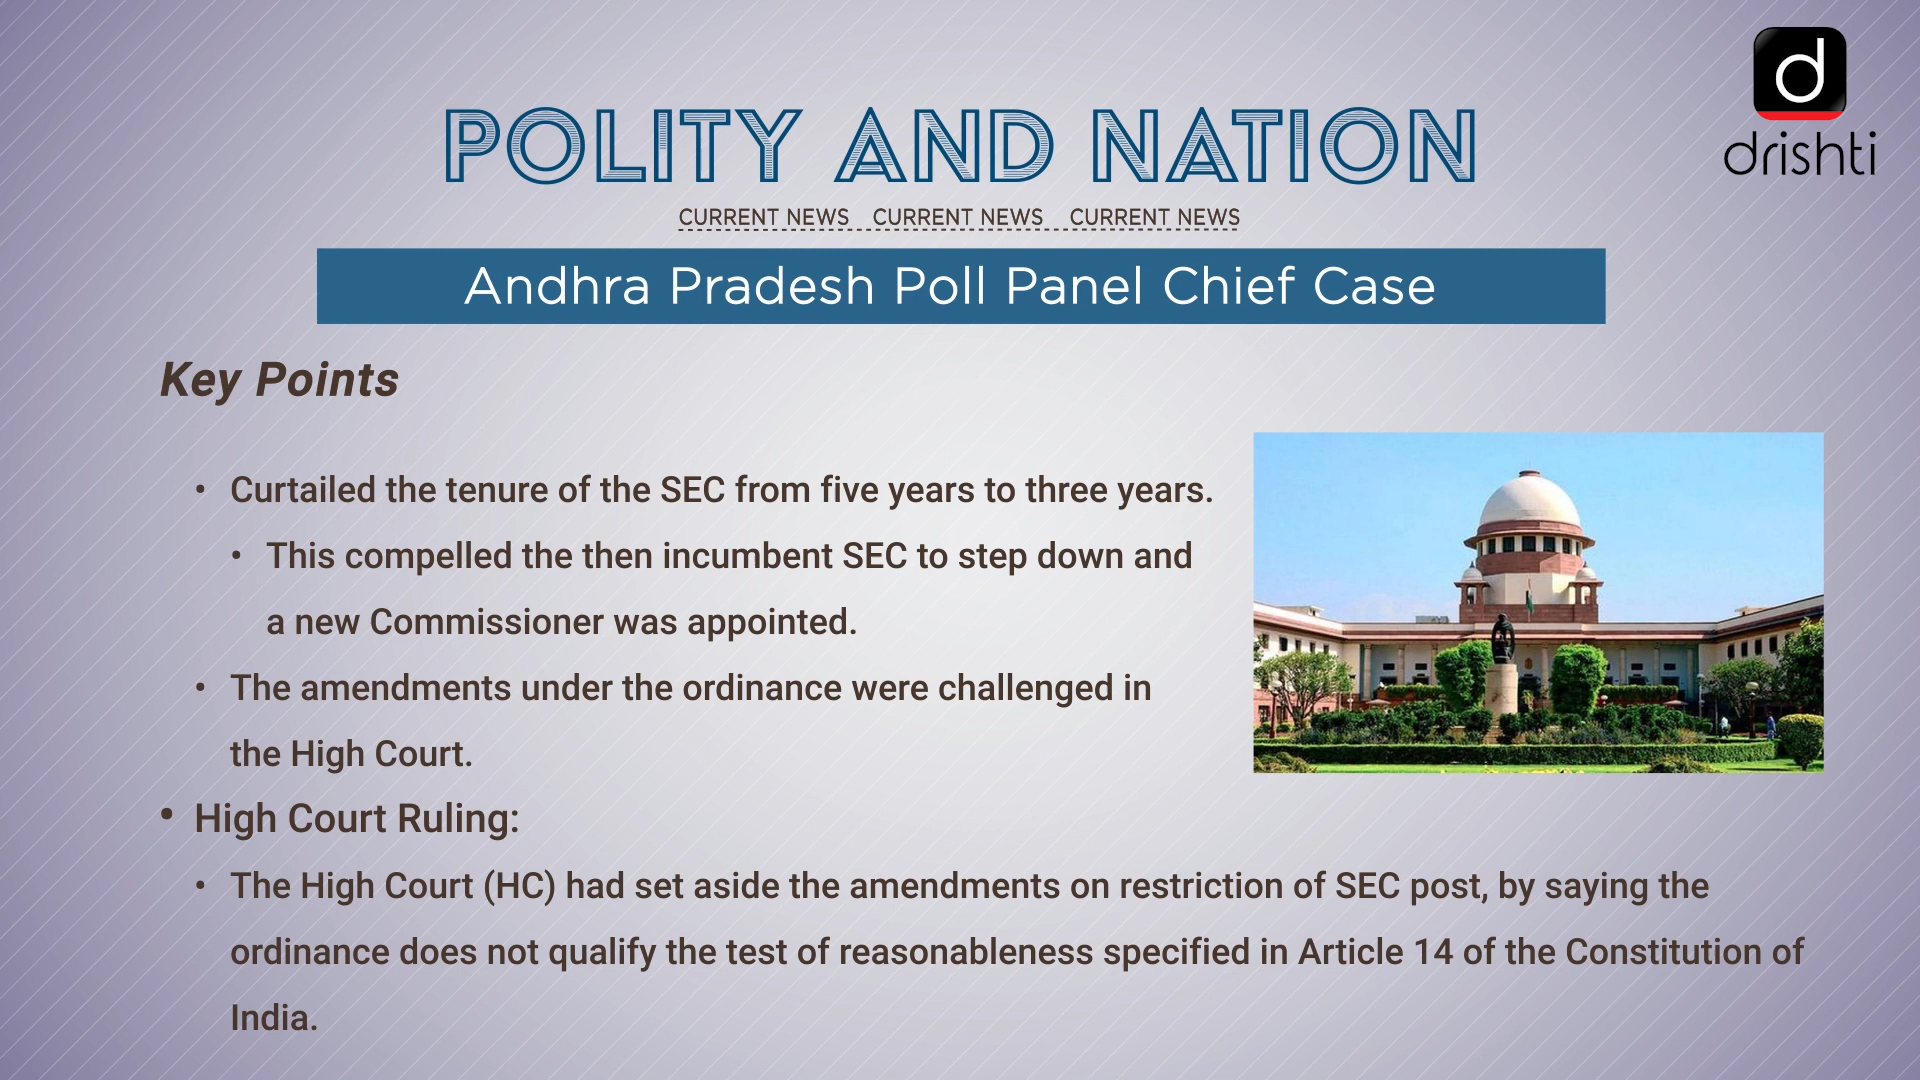 d
drishti
POLITY AND NATION
CURRENT NEWS CURRENT NEWS CURRENT NEWS
Andhra Pradesh Poll Panel Chief Case
Key Points
• Curtailed the tenure of the SEC from five years to three years.
• This compelled the then incumbent SEC to step down and
a new Commissioner was appointed.
• The amendments under the ordinance were challenged in
the High Court.
• High Court Ruling:
• The High Court (HC) had set aside the amendments on restriction of SEC post, by saying the
ordinance does not qualify the test of reasonableness specified in Article 14 of the Constitution of
India.